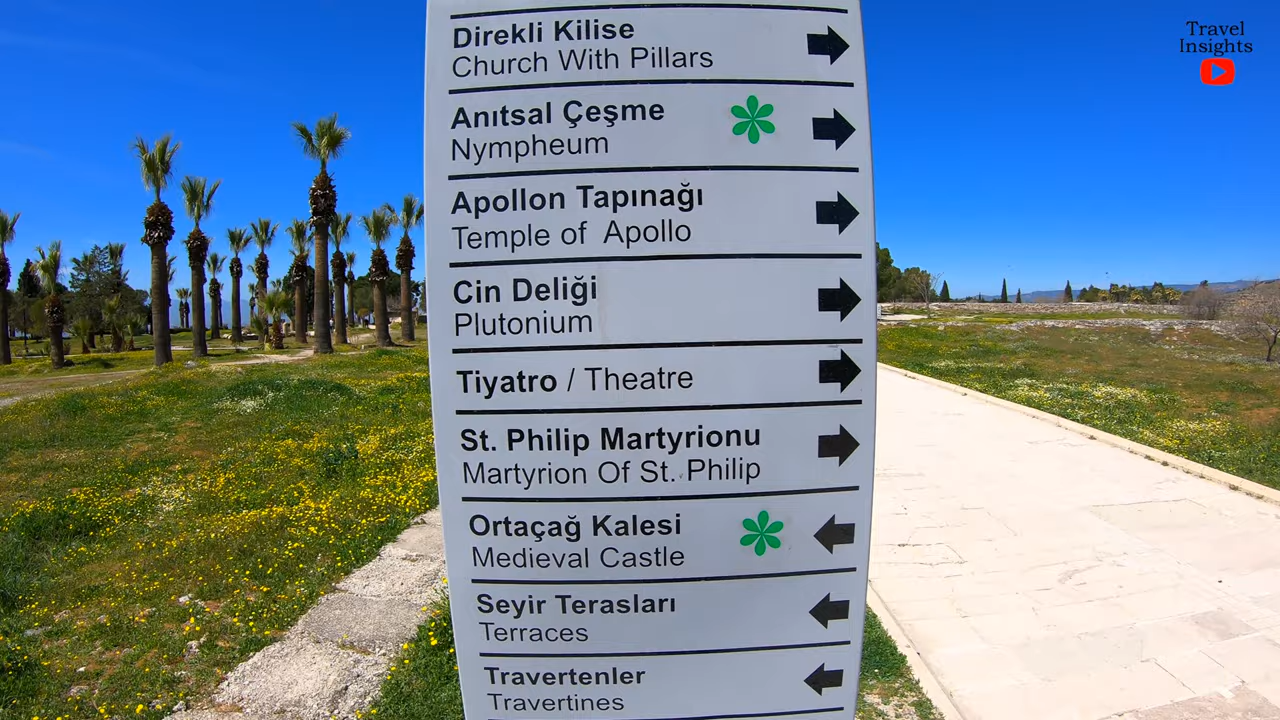 Travel
Insights
Direkli Kilise
Church With Pillars
Anıtsal Çeşme
Nympheum
Apollon Tapınağı
Temple of Apollo
Cin Deliği
Plutonium
Tiyatro / Theatre
St. Philip Martyrionu
Martyrion Of St. Philip
Ortaçağ Kalesi
Medieval Castle
Seyir Terasları
Terraces
Travertenler
Travertines